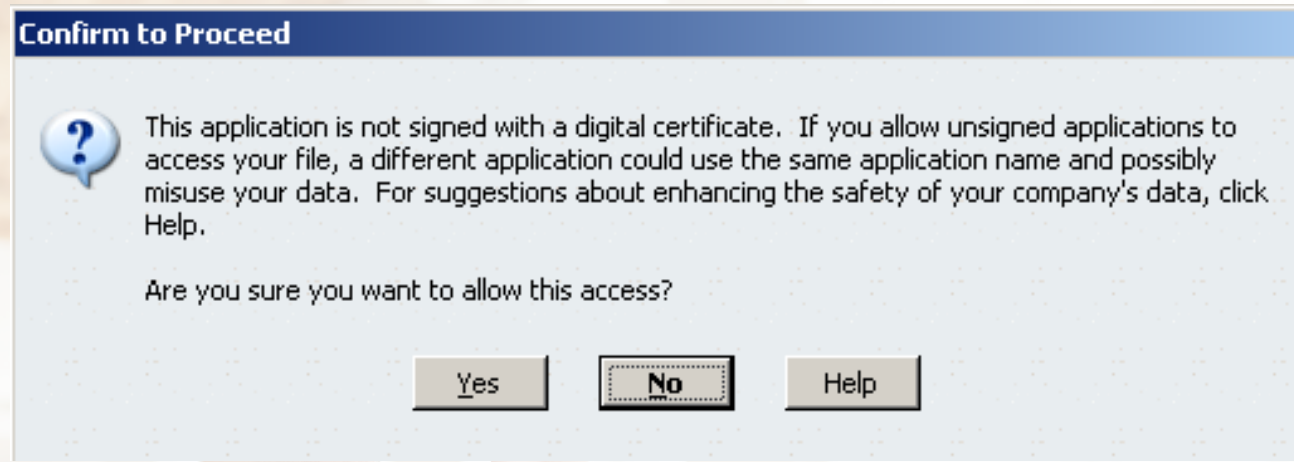 Confirm to Proceed
This application is not signed with a digital certificate.  If you allow unsigned applications to
access your file, a different application could use the same application name and possibly
misuse your data.  For suggestions about enhancing the safety of your company's data, click
Help.
Are you sure you want to allow this access?
Yes No Help